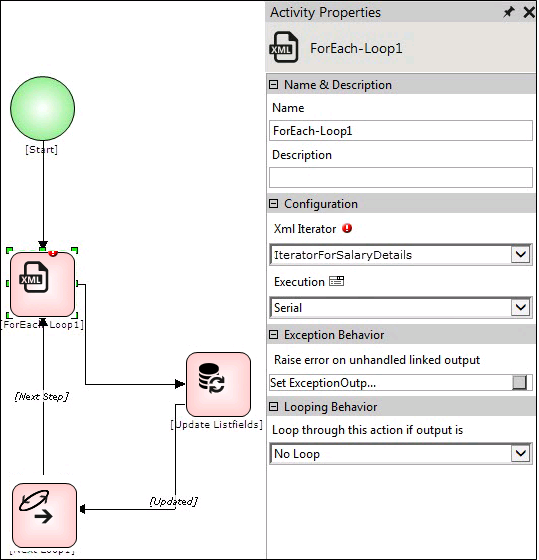 Activity Properties
XML
ForEach-Loop1
Name & Description
Name
ForEach-Loop1
Description
Configuration
Xml Iterator
IteratorForSalaryDetails
Execution
Serial
Exception Behavior
Raise error on unhandled linked output
Set ExceptionOutp...
Looping Behavior
Loop through this action if output is
No Loop
[Start]
XML
[ForEach-Loop1]
[Next Step]
[Update Listfields]
[Updated]
[Next Loop1]